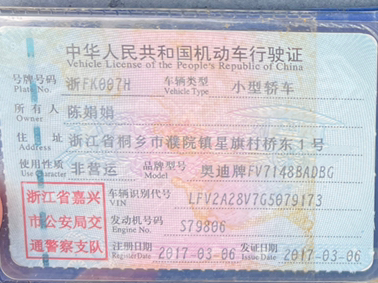 中华人民共和国机动车行驶证
Vehicle License of the People's Republic of China
号牌号码 浙FK007H 车辆类型 小型轿车
Plate No. Vehicle Type
所有人 陈娟娟
Owner
住址 浙江省桐乡市濮院镇星旗村桥东1号
Address
使用性质 非营运 品牌型号 奥迪牌FV7148BADBG
Use Character Model
浙江省嘉兴 车辆识别代号 LFV2A28V7G5079173
市公安局交 VIN
通警察支队 发动机号码 S79806
Engine No.
注册日期 2017-03-06 发证日期 2017-03-06
Register Date Issue Date